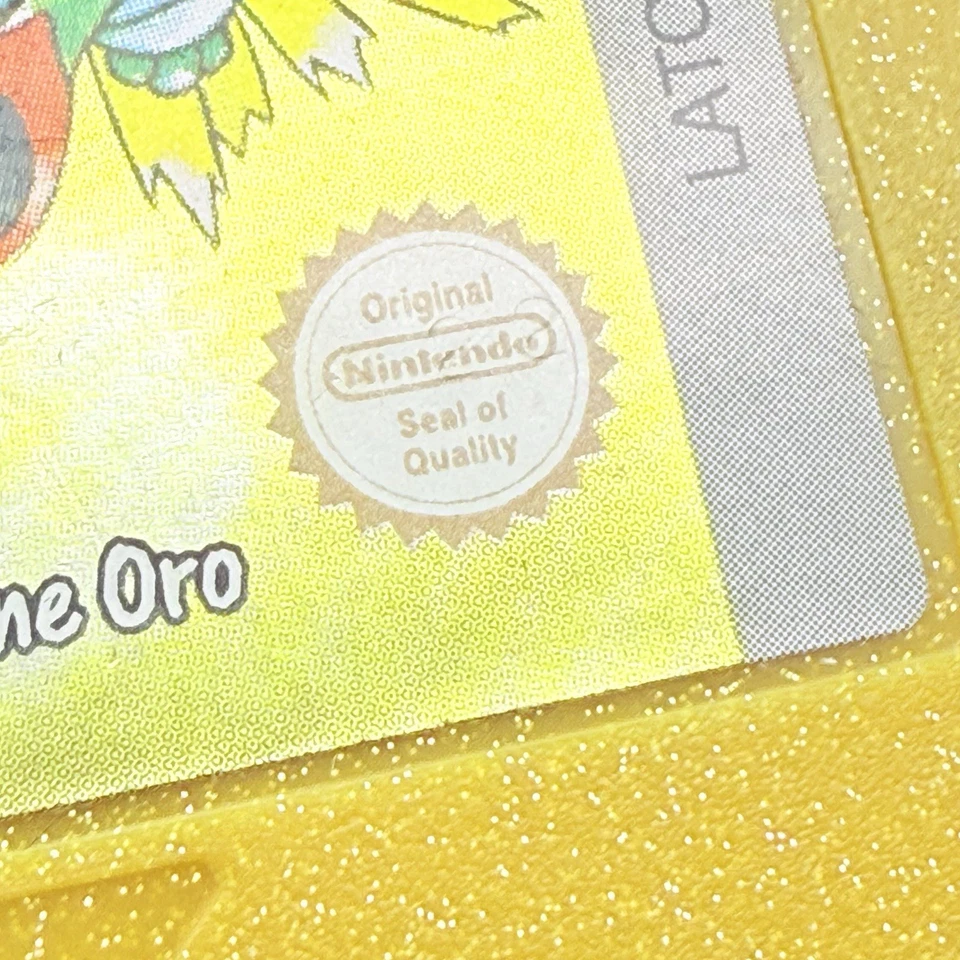 LATO
Original
Nintendo
Seal of
Quality
ne Oro